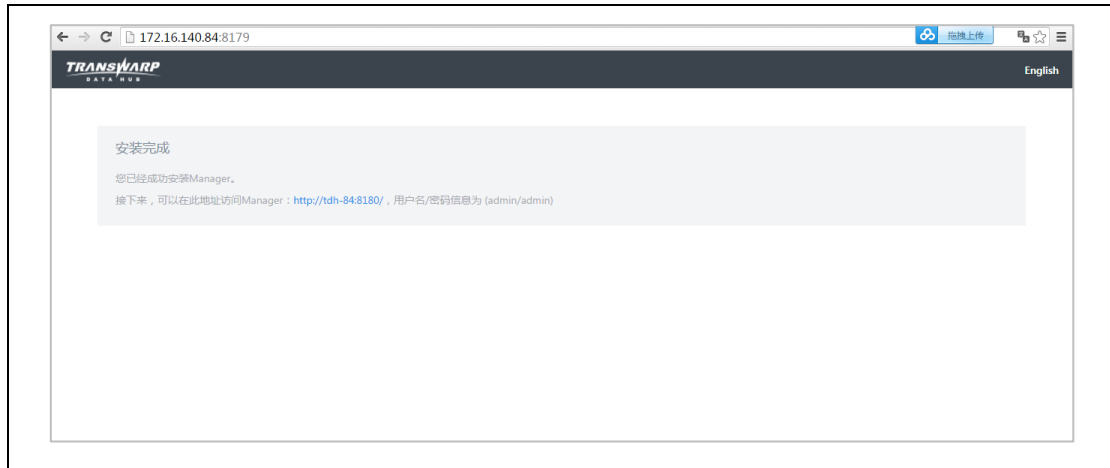 172.16.140.84:8179
拖拽上传
TRANSWARP
DATA HUB
English
安装完成
您已经成功安装Manager。
接下来，可以在此地址访问Manager：http://tdh-84:8180/，用户名/密码信息为 (admin/admin)